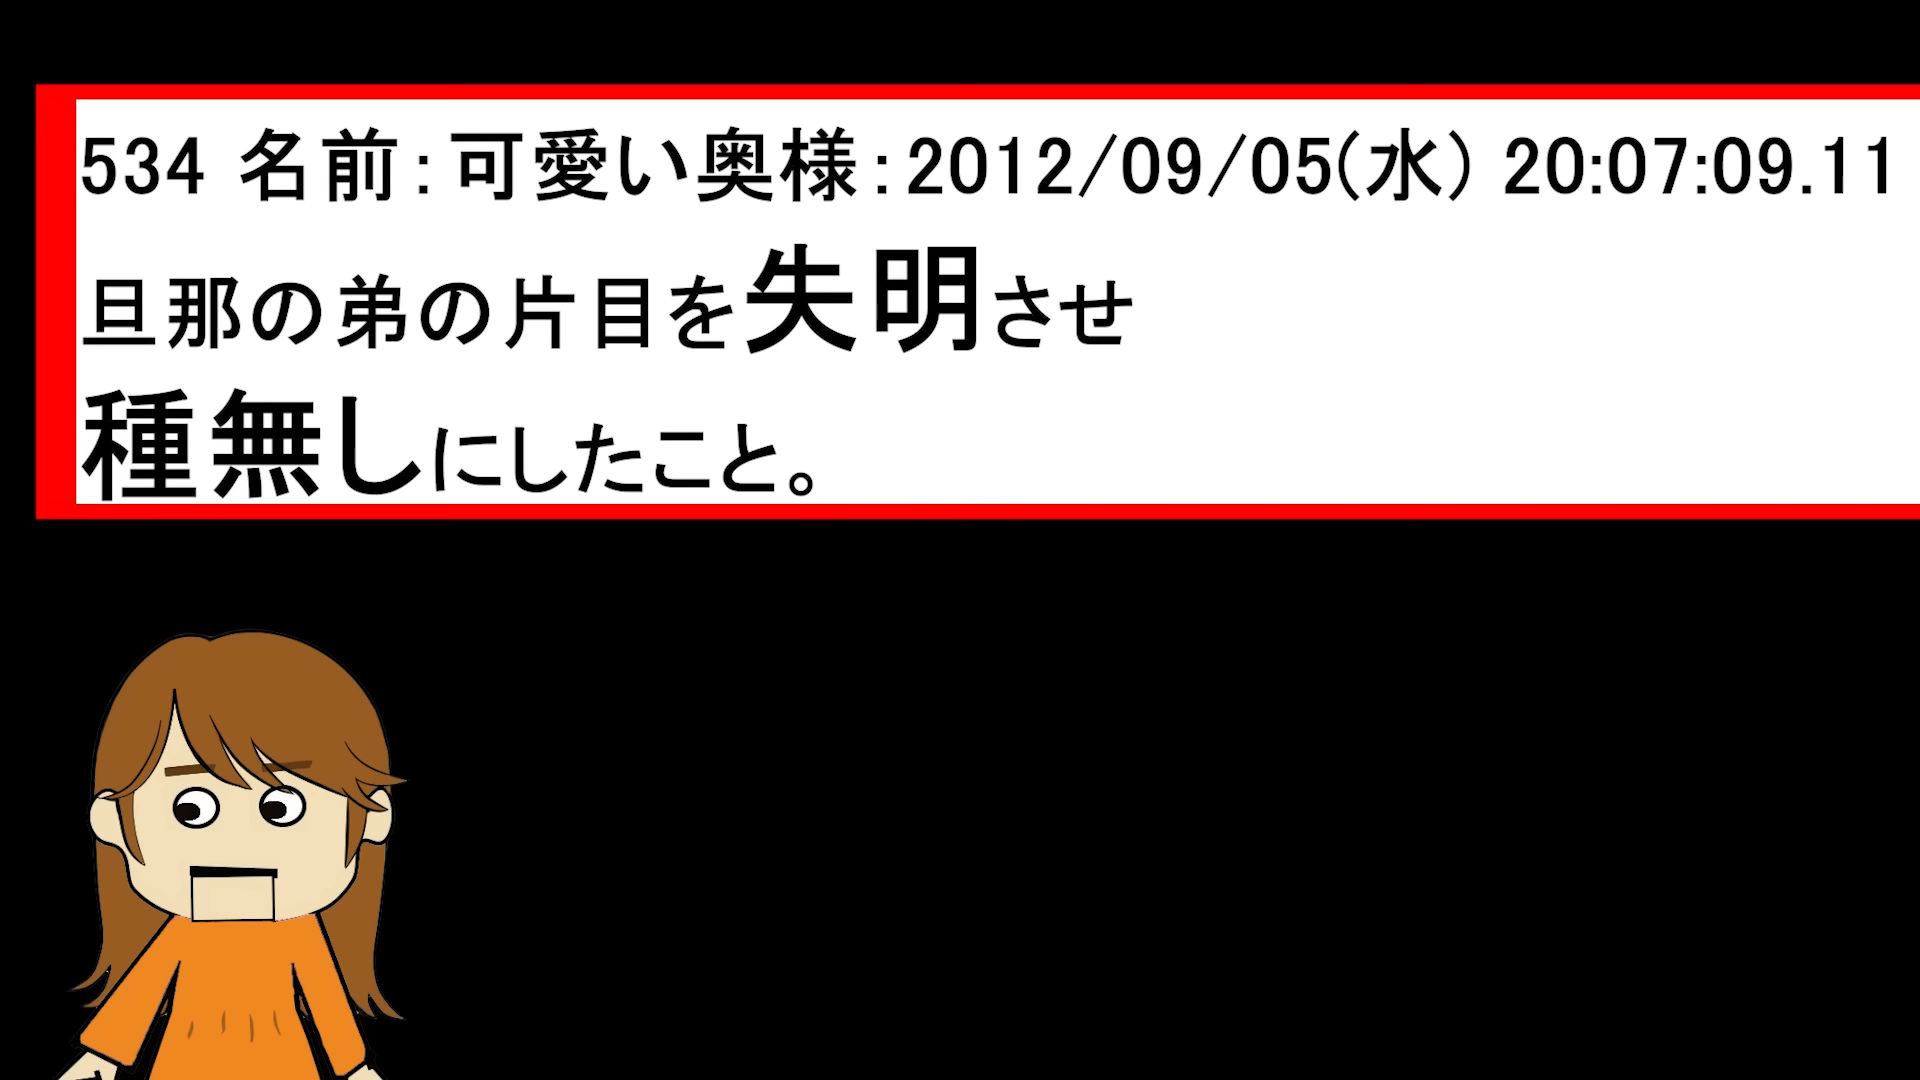 534 名前:可愛い奥様:2012/09/05(水) 20:07:09.11
旦那の弟の片目を失明させ
種無しにしたこと。